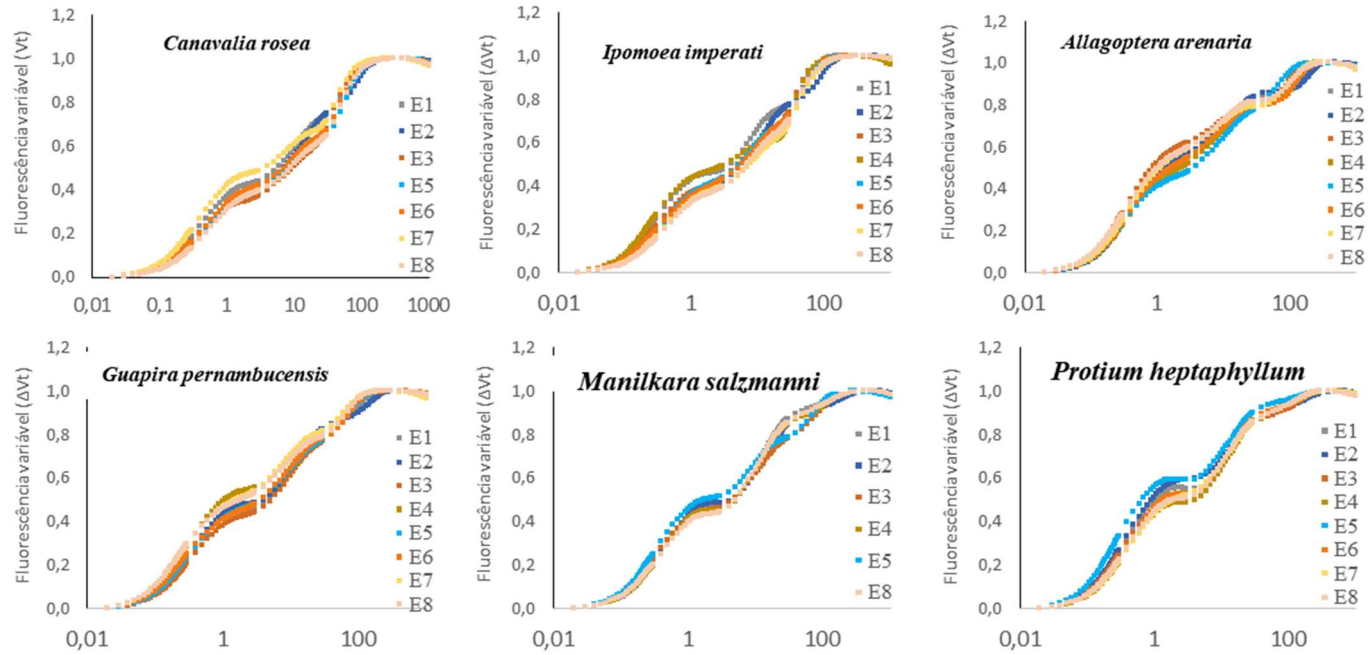 Canavalia rosea
Fluorescência variável (Vt)
1,2
1,0
0,8
0,6
0,4
0,2
0,0
0,01 0,1 1 10 100 1000
E1
E2
E3
E5
E6
E7
E8
Ipomoea imperati
Fluorescência variável (ΔVt)
1,2
1,0
0,8
0,6
0,4
0,2
0,0
0,01 1 100
E1
E2
E3
E4
E5
E6
E7
E8
Allagoptera arenaria
Fluorescência variável (ΔVt)
1,2
1,0
0,8
0,6
0,4
0,2
0,0
0,01 1 100
E1
E2
E3
E4
E5
E6
E7
E8
Guapira pernambucensis
Fluorescência variável (ΔVt)
1,2
1,0
0,8
0,6
0,4
0,2
0,0
0,01 1 100
E1
E2
E3
E4
E5
E6
E7
E8
Manilkara salzmanni
Fluorescência variável (ΔVt)
1,2
1,0
0,8
0,6
0,4
0,2
0,0
0,01 1 100
E1
E2
E3
E4
E5
E8
Protium heptaphyllum
Fluorescência variável (ΔVt)
1,2
1,0
0,8
0,6
0,4
0,2
0,0
0,01 1 100
E1
E2
E3
E4
E5
E6
E7
E8